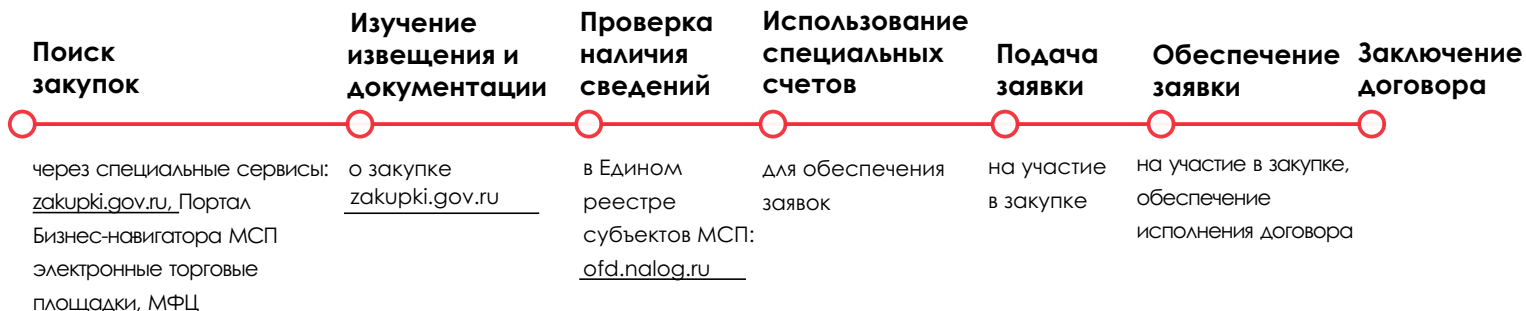 Поиск
закупок
через специальные сервисы:
zakupki.gov.ru, Портал
Бизнес-навигатора МСП
электронные торговые
площадки, МФЦ
Изучение
извещения и
документации
о закупке
zakupki.gov.ru
Проверка
наличия
сведений
в Едином
реестре
субъектов МСП:
ofd.nalog.ru
Использование
специальных
счетов
для обеспечения
заявок
Подача
заявки
на участие
в закупке
Обеспечение
заявки
на участие в закупке,
обеспечение
исполнения договора
Заключение
договора